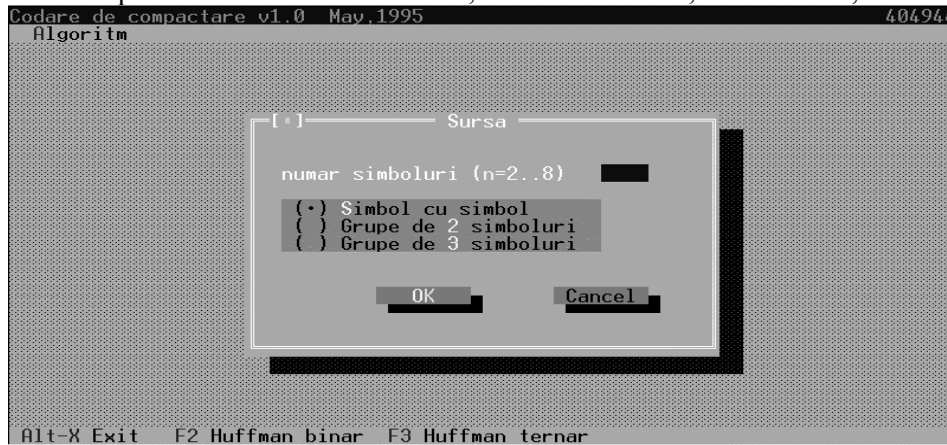 Codare de compactare v1.0 May,1995 40494
Algoritm
[▪] Sursa
numar simboluri (n=2..8)
(•) Simbol cu simbol
( ) Grupe de 2 simboluri
( ) Grupe de 3 simboluri
OK Cancel
Alt-X Exit F2 Huffman binar F3 Huffman ternar